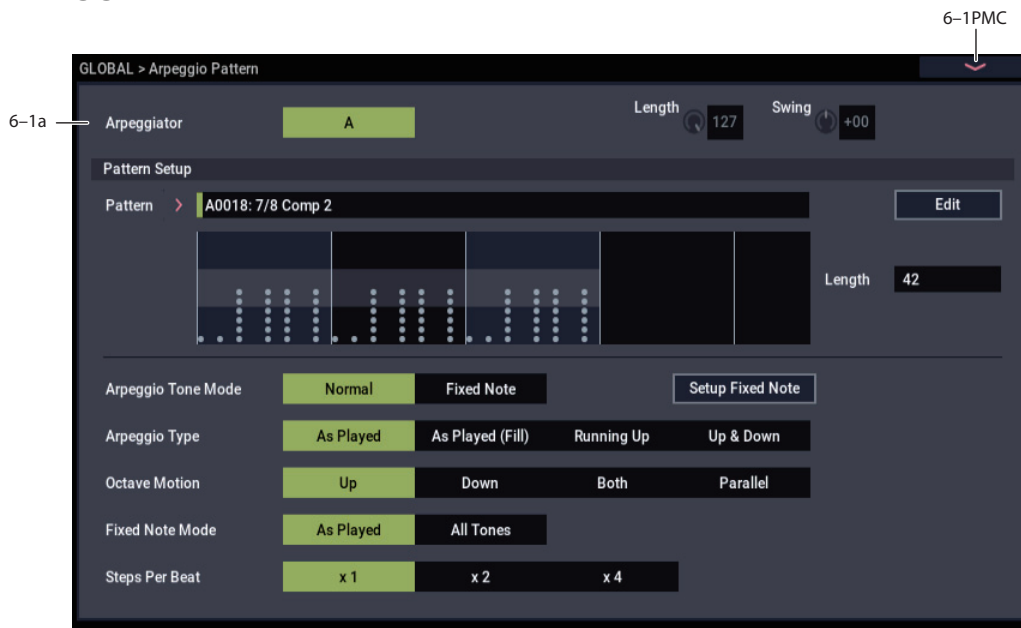 6–1PMC
GLOBAL > Arpeggio Pattern
6–1a
Arpeggiator A Length 127 Swing +00
Pattern Setup
Pattern > A0018: 7/8 Comp 2 Edit
Length 42
Arpeggio Tone Mode Normal Fixed Note Setup Fixed Note
Arpeggio Type As Played As Played (Fill) Running Up Up & Down
Octave Motion Up Down Both Parallel
Fixed Note Mode As Played All Tones
Steps Per Beat x 1 x 2 x 4